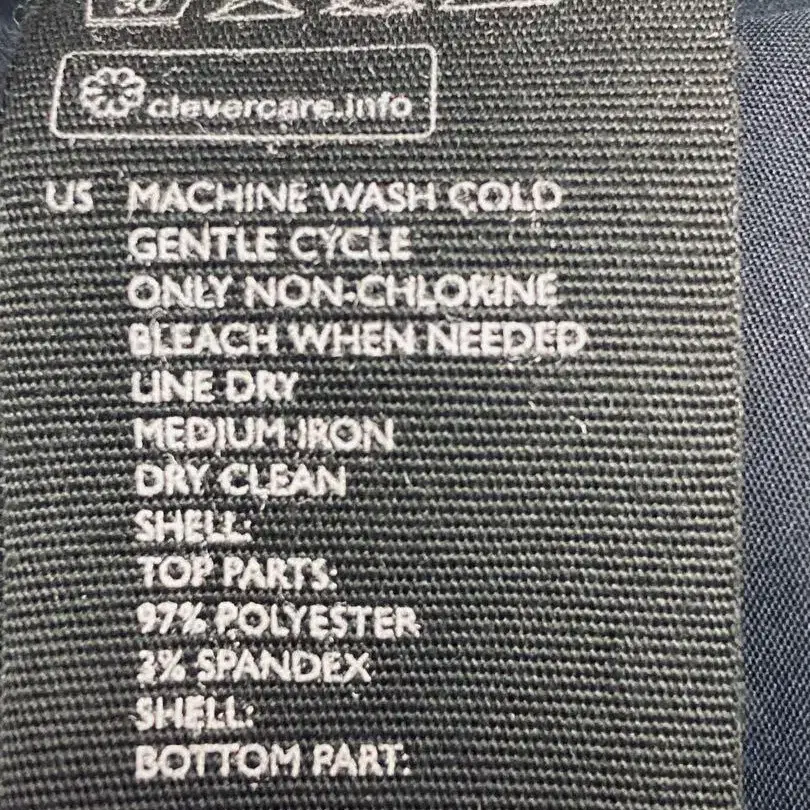 30
clevercare.info
US MACHINE WASH COLD
GENTLE CYCLE
ONLY NON-CHLORINE
BLEACH WHEN NEEDED
LINE DRY
MEDIUM IRON
DRY CLEAN
SHELL:
TOP PARTS:
97% POLYESTER
3% SPANDEX
SHELL:
BOTTOM PART: